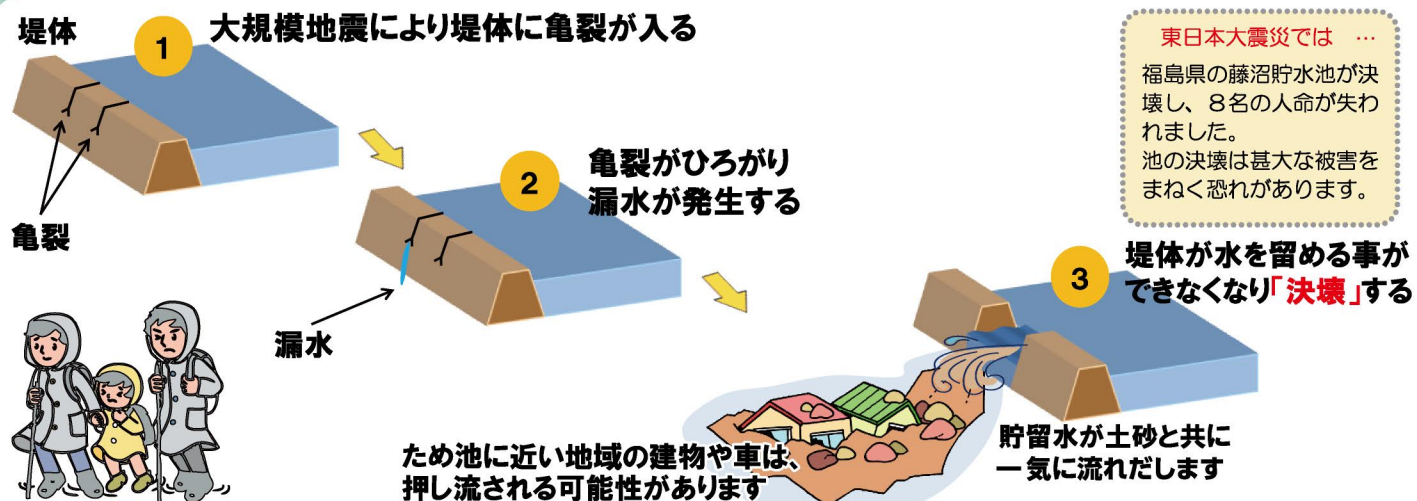 堤体
1
大規模地震により堤体に亀裂が入る
亀裂
2
亀裂がひろがり
漏水が発生する
漏水
東日本大震災では …
福島県の藤沼貯水池が決
壊し、8名の人命が失わ
れました。
池の決壊は甚大な被害を
まねく恐れがあります。
3
堤体が水を留める事が
できなくなり「決壊」する
貯留水が土砂と共に
一気に流れだします
ため池に近い地域の建物や車は、
押し流される可能性があります